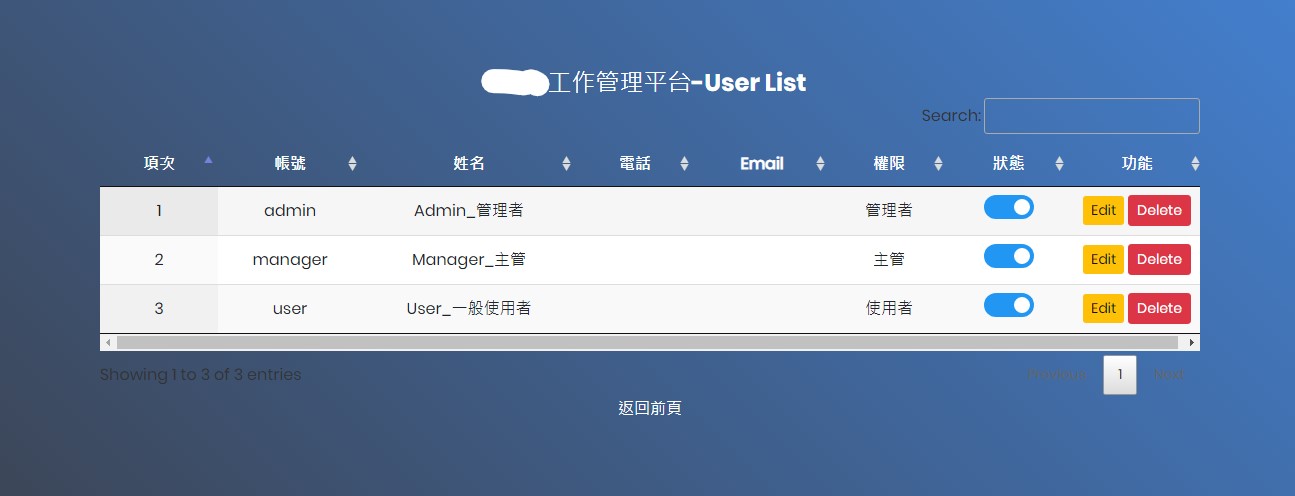 工作管理平台-User List
Search:
項次 帳號 姓名 電話 Email 權限 狀態 功能
1 admin Admin_管理者 管理者 Edit Delete
2 manager Manager_主管 主管 Edit Delete
3 user User_一般使用者 使用者 Edit Delete
Showing 1 to 3 of 3 entries
Previous 1 Next
返回前頁